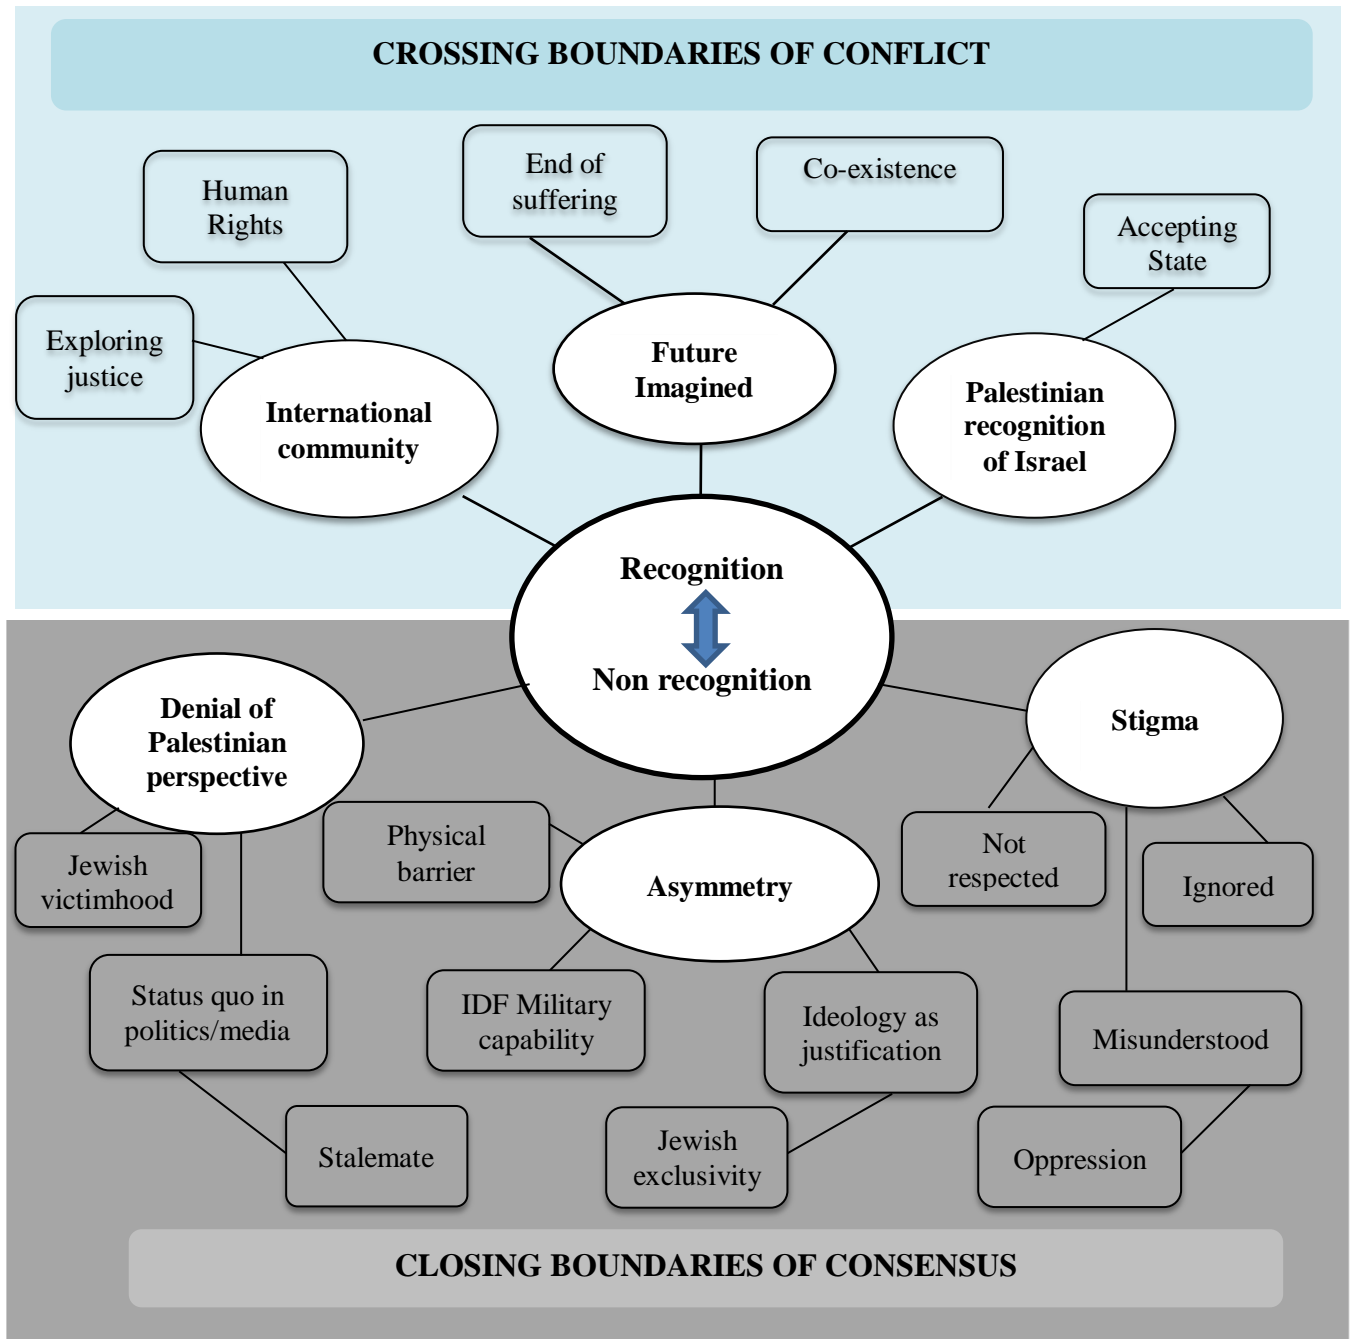 CROSSING BOUNDARIES OF CONFLICT
End of
suffering
Co-existence
Human
Rights
Accepting
State
Exploring
justice
Future
Imagined
International
community
Palestinian
recognition
of Israel
Recognition
Non recognition
Denial of
Palestinian
perspective
Stigma
Physical
barrier
Asymmetry
Not
respected
Jewish
victimhood
Ignored
Status quo in
politics/media
IDF Military
capability
Ideology as
justification
Misunderstood
Stalemate
Jewish
exclusivity
Oppression
CLOSING BOUNDARIES OF CONSENSUS